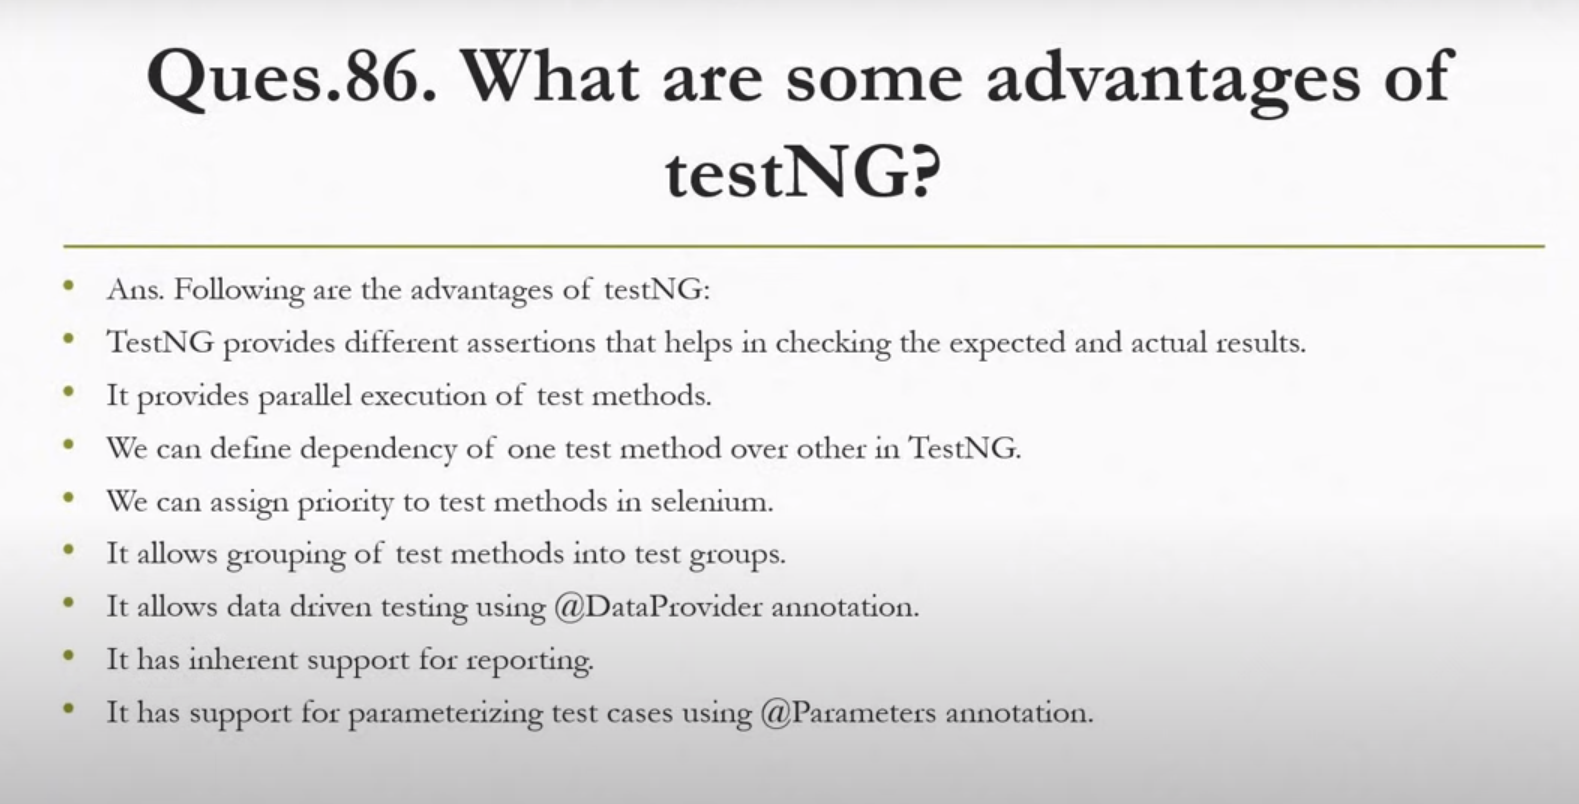 Ques.86. What are some advantages of
testNG?
• Ans. Following are the advantages of testNG:
• TestNG provides different assertions that helps in checking the expected and actual results.
• It provides parallel execution of test methods.
• We can define dependency of one test method over other in TestNG.
• We can assign priority to test methods in selenium.
• It allows grouping of test methods into test groups.
• It allows data driven testing using @DataProvider annotation.
• It has inherent support for reporting.
• It has support for parameterizing test cases using @Parameters annotation.